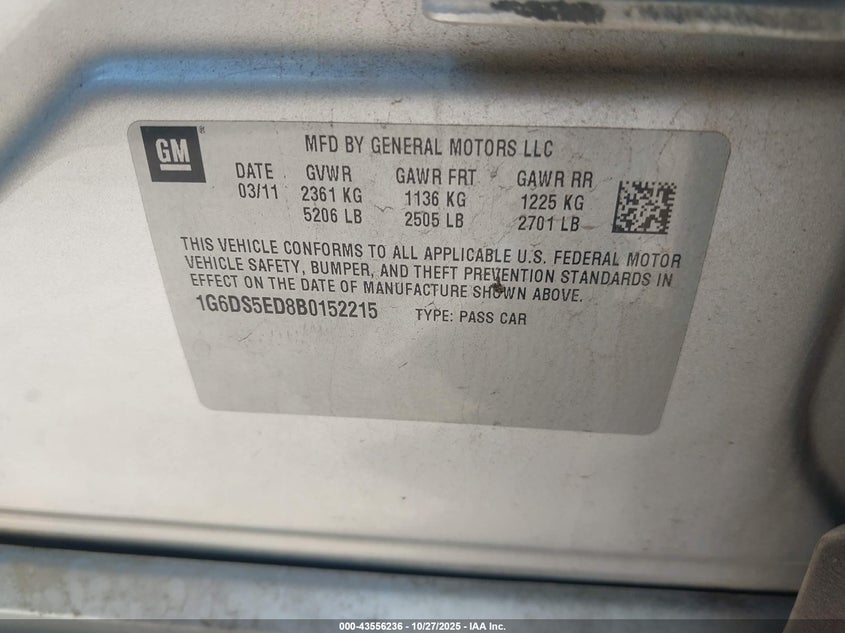 GM ®
MFD BY GENERAL MOTORS LLC
DATE GVWR GAWR FRT GAWR RR
03/11 2361 KG 1136 KG 1225 KG
5206 LB 2505 LB 2701 LB
THIS VEHICLE CONFORMS TO ALL APPLICABLE U.S. FEDERAL MOTOR
VEHICLE SAFETY, BUMPER, AND THEFT PREVENTION STANDARDS IN
EFFECT ON THE DATE OF MANUFACTURE SHOWN ABOVE.
1G6DS5ED8B0152215 TYPE: PASS CAR
000-43556236 - 10/27/2025 - IAA Inc.